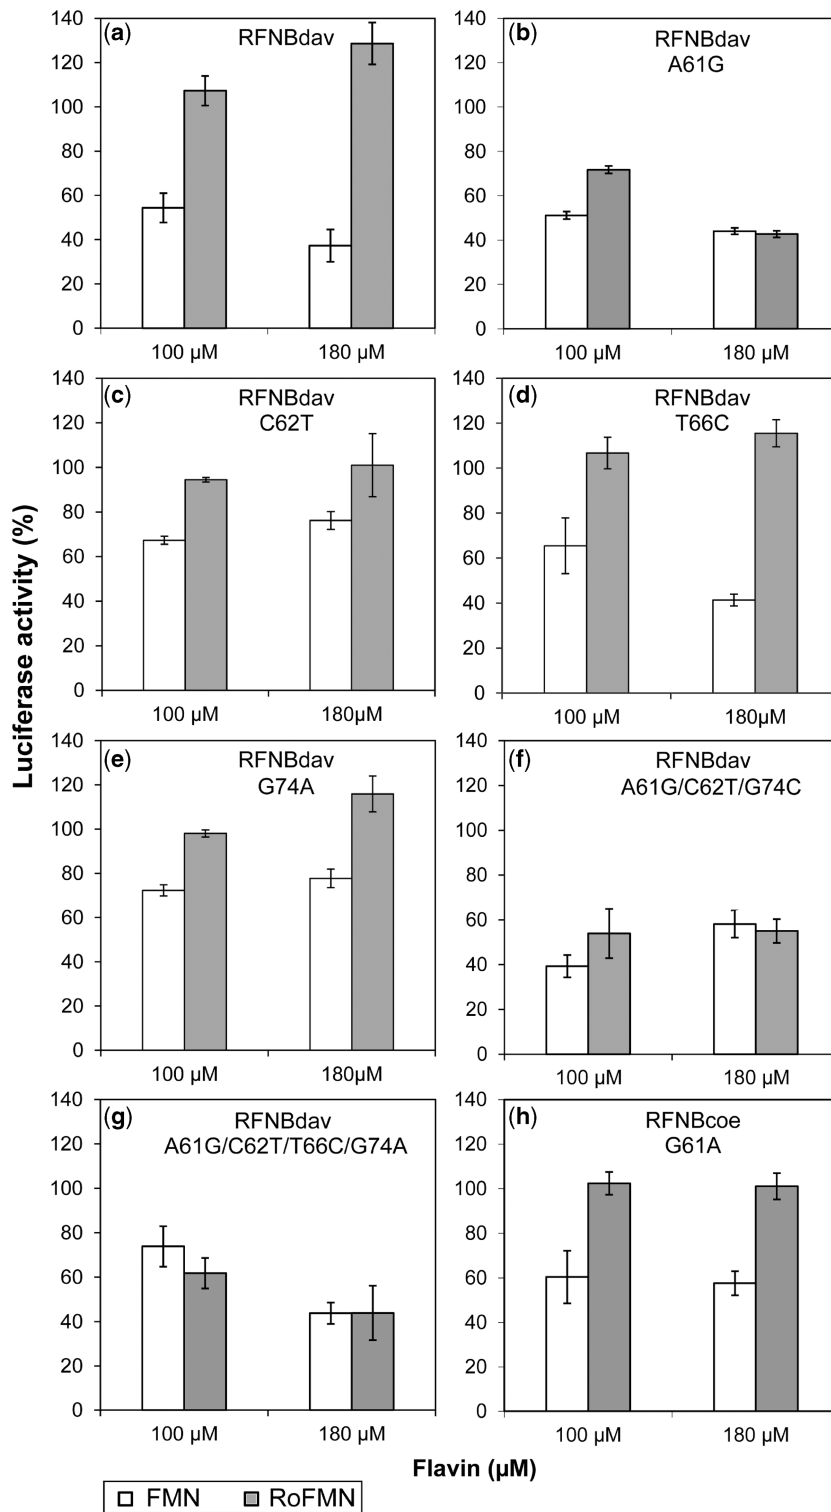 Luciferase activity (%)
(a) RFNBdav
140
120
100
80
60
40
20
0
100 µM 180 µM
(b) RFNBdav
A61G
140
120
100
80
60
40
20
0
100 µM 180 µM
(c) RFNBdav
C62T
140
120
100
80
60
40
20
0
100 µM 180 µM
(d) RFNBdav
T66C
140
120
100
80
60
40
20
0
100 µM 180µM
(e) RFNBdav
G74A
140
120
100
80
60
40
20
0
100 µM 180µM
(f) RFNBdav
A61G/C62T/G74C
140
120
100
80
60
40
20
0
100 µM 180 µM
(g) RFNBdav
A61G/C62T/T66C/G74A
140
120
100
80
60
40
20
0
100 µM 180 µM
(h) RFNBcoe
G61A
140
120
100
80
60
40
20
0
100 µM 180 µM
Flavin (µM)
FMN RoFMN